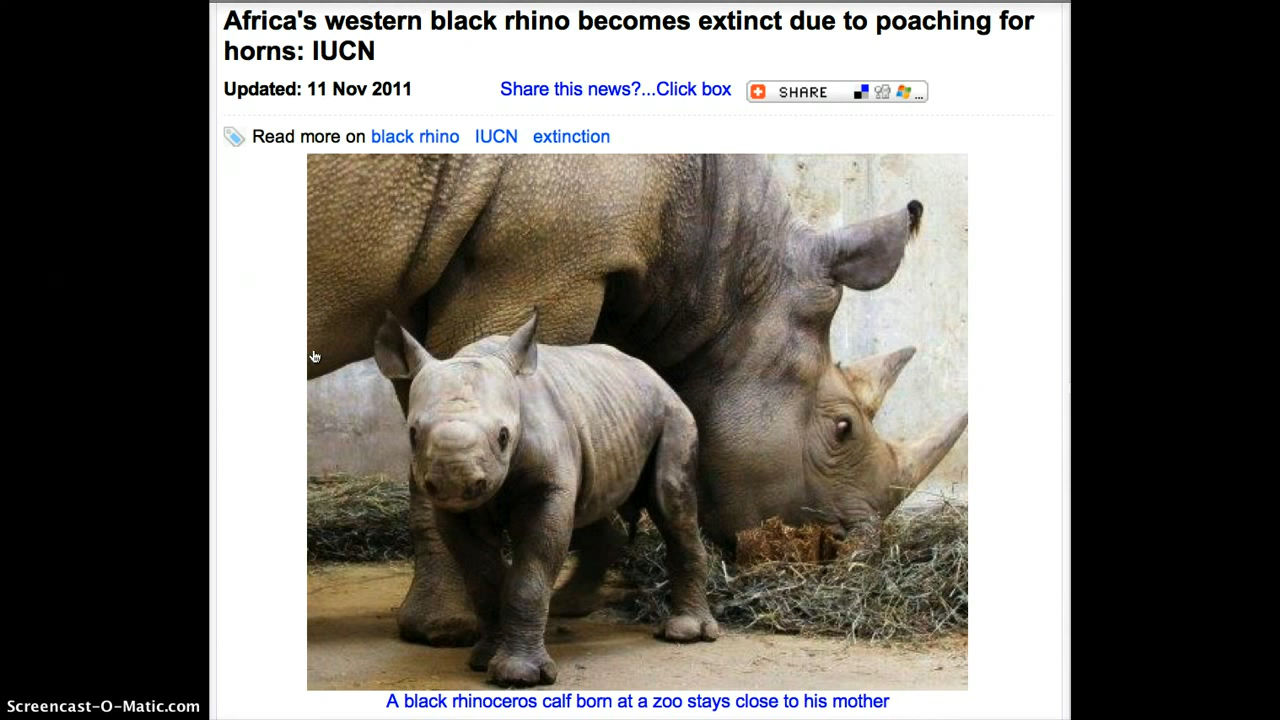 Africa's western black rhino becomes extinct due to poaching for
horns: IUCN
Updated: 11 Nov 2011 Share this news?...Click box SHARE ...
Read more on black rhino IUCN extinction
A black rhinoceros calf born at a zoo stays close to his mother
Screencast-O-Matic.com